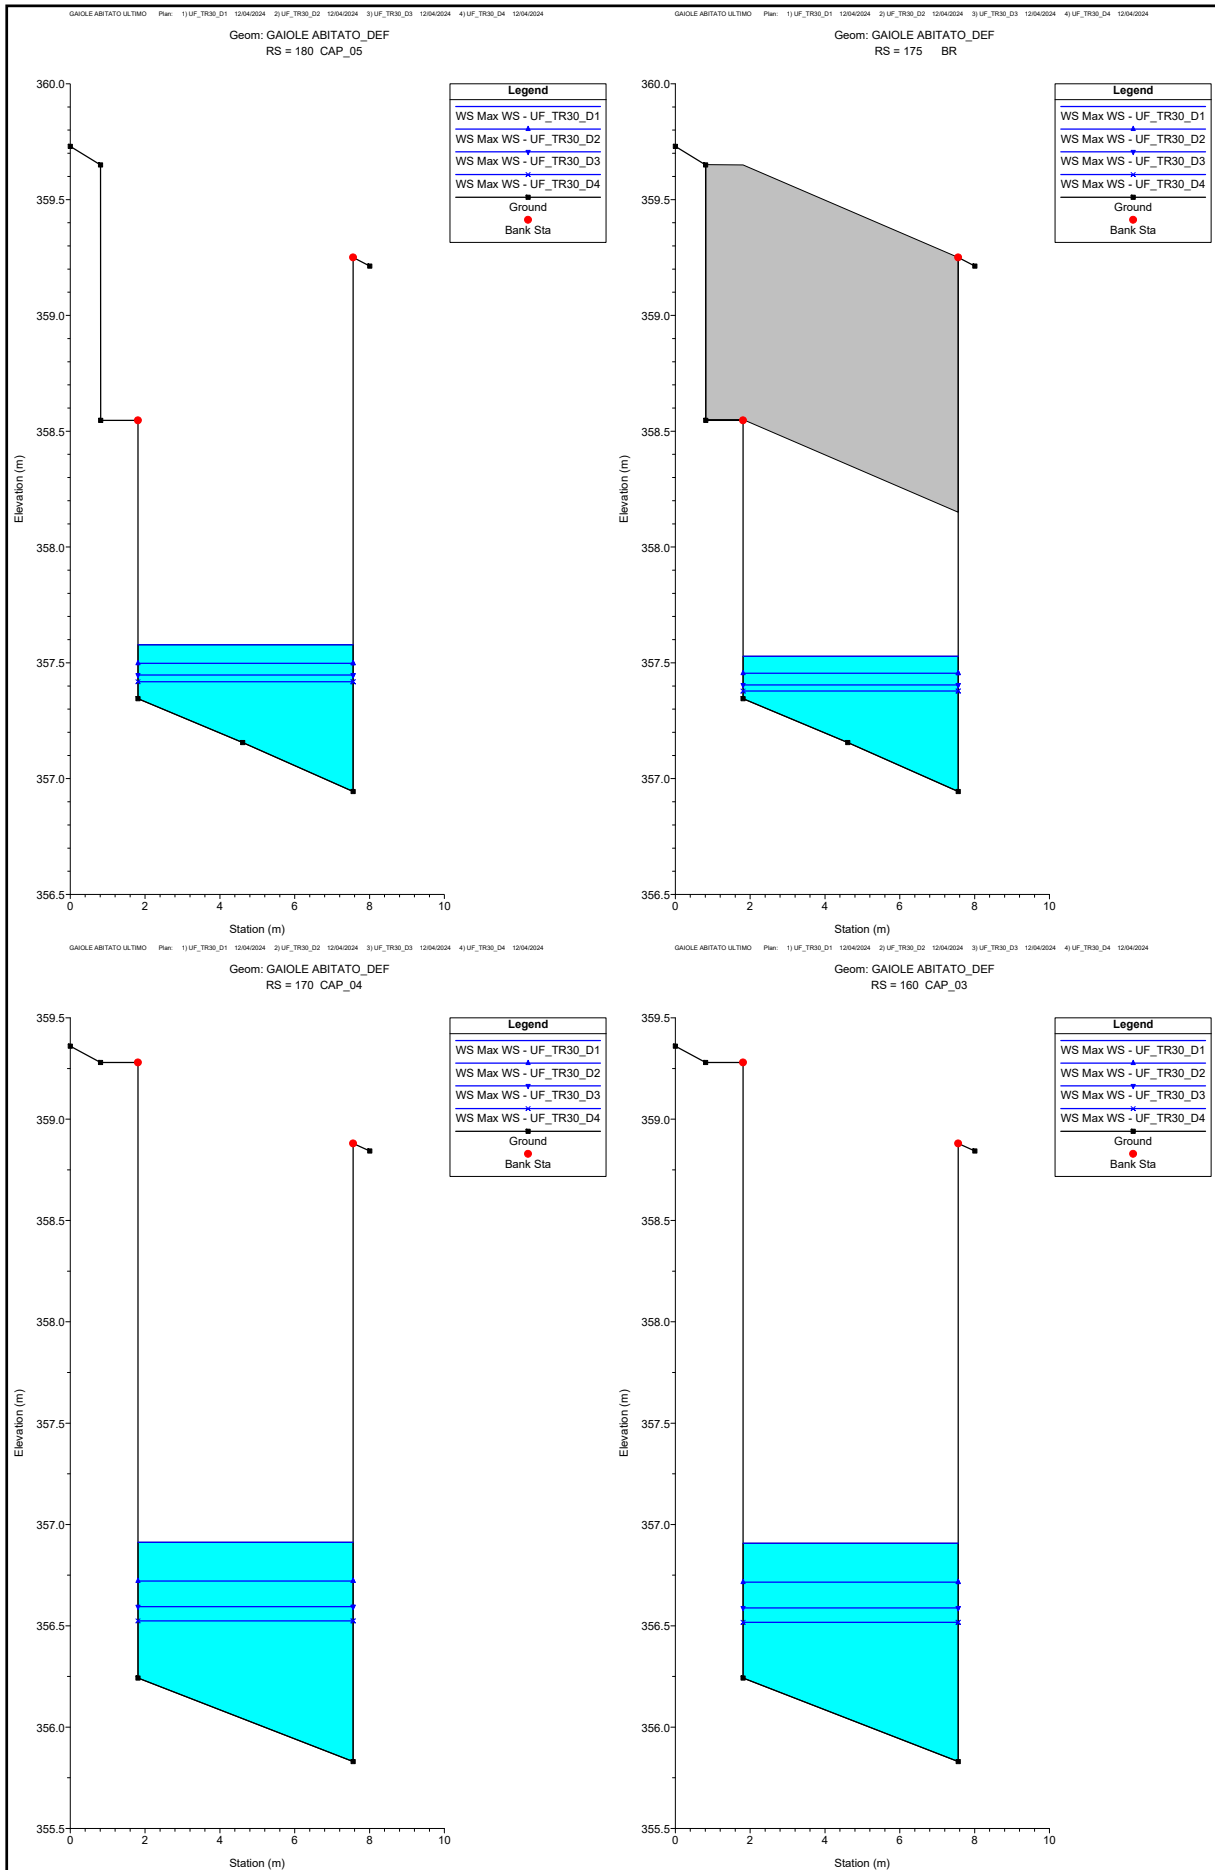 GAIOLE ABITATO ULTIMO Plan: 1) UF_TR30_D1 12/04/2024 2) UF_TR30_D2 12/04/2024 3) UF_TR30_D3 12/04/2024 4) UF_TR30_D4 12/04/2024
Geom: GAIOLE ABITATO_DEF
RS = 180 CAP_05
Legend
WS Max WS - UF_TR30_D1
WS Max WS - UF_TR30_D2
WS Max WS - UF_TR30_D3
WS Max WS - UF_TR30_D4
Ground
Bank Sta
360.0
359.5
359.0
358.5
358.0
357.5
357.0
356.5
Elevation (m)
0 2 4 6 8 10
Station (m)
GAIOLE ABITATO ULTIMO Plan: 1) UF_TR30_D1 12/04/2024 2) UF_TR30_D2 12/04/2024 3) UF_TR30_D3 12/04/2024 4) UF_TR30_D4 12/04/2024
Geom: GAIOLE ABITATO_DEF
RS = 175 BR
Legend
WS Max WS - UF_TR30_D1
WS Max WS - UF_TR30_D2
WS Max WS - UF_TR30_D3
WS Max WS - UF_TR30_D4
Ground
Bank Sta
360.0
359.5
359.0
358.5
358.0
357.5
357.0
356.5
Elevation (m)
0 2 4 6 8 10
Station (m)
GAIOLE ABITATO ULTIMO Plan: 1) UF_TR30_D1 12/04/2024 2) UF_TR30_D2 12/04/2024 3) UF_TR30_D3 12/04/2024 4) UF_TR30_D4 12/04/2024
Geom: GAIOLE ABITATO_DEF
RS = 170 CAP_04
Legend
WS Max WS - UF_TR30_D1
WS Max WS - UF_TR30_D2
WS Max WS - UF_TR30_D3
WS Max WS - UF_TR30_D4
Ground
Bank Sta
359.5
359.0
358.5
358.0
357.5
357.0
356.5
356.0
355.5
Elevation (m)
0 2 4 6 8 10
Station (m)
GAIOLE ABITATO ULTIMO Plan: 1) UF_TR30_D1 12/04/2024 2) UF_TR30_D2 12/04/2024 3) UF_TR30_D3 12/04/2024 4) UF_TR30_D4 12/04/2024
Geom: GAIOLE ABITATO_DEF
RS = 160 CAP_03
Legend
WS Max WS - UF_TR30_D1
WS Max WS - UF_TR30_D2
WS Max WS - UF_TR30_D3
WS Max WS - UF_TR30_D4
Ground
Bank Sta
359.5
359.0
358.5
358.0
357.5
357.0
356.5
356.0
355.5
Elevation (m)
0 2 4 6 8 10
Station (m)